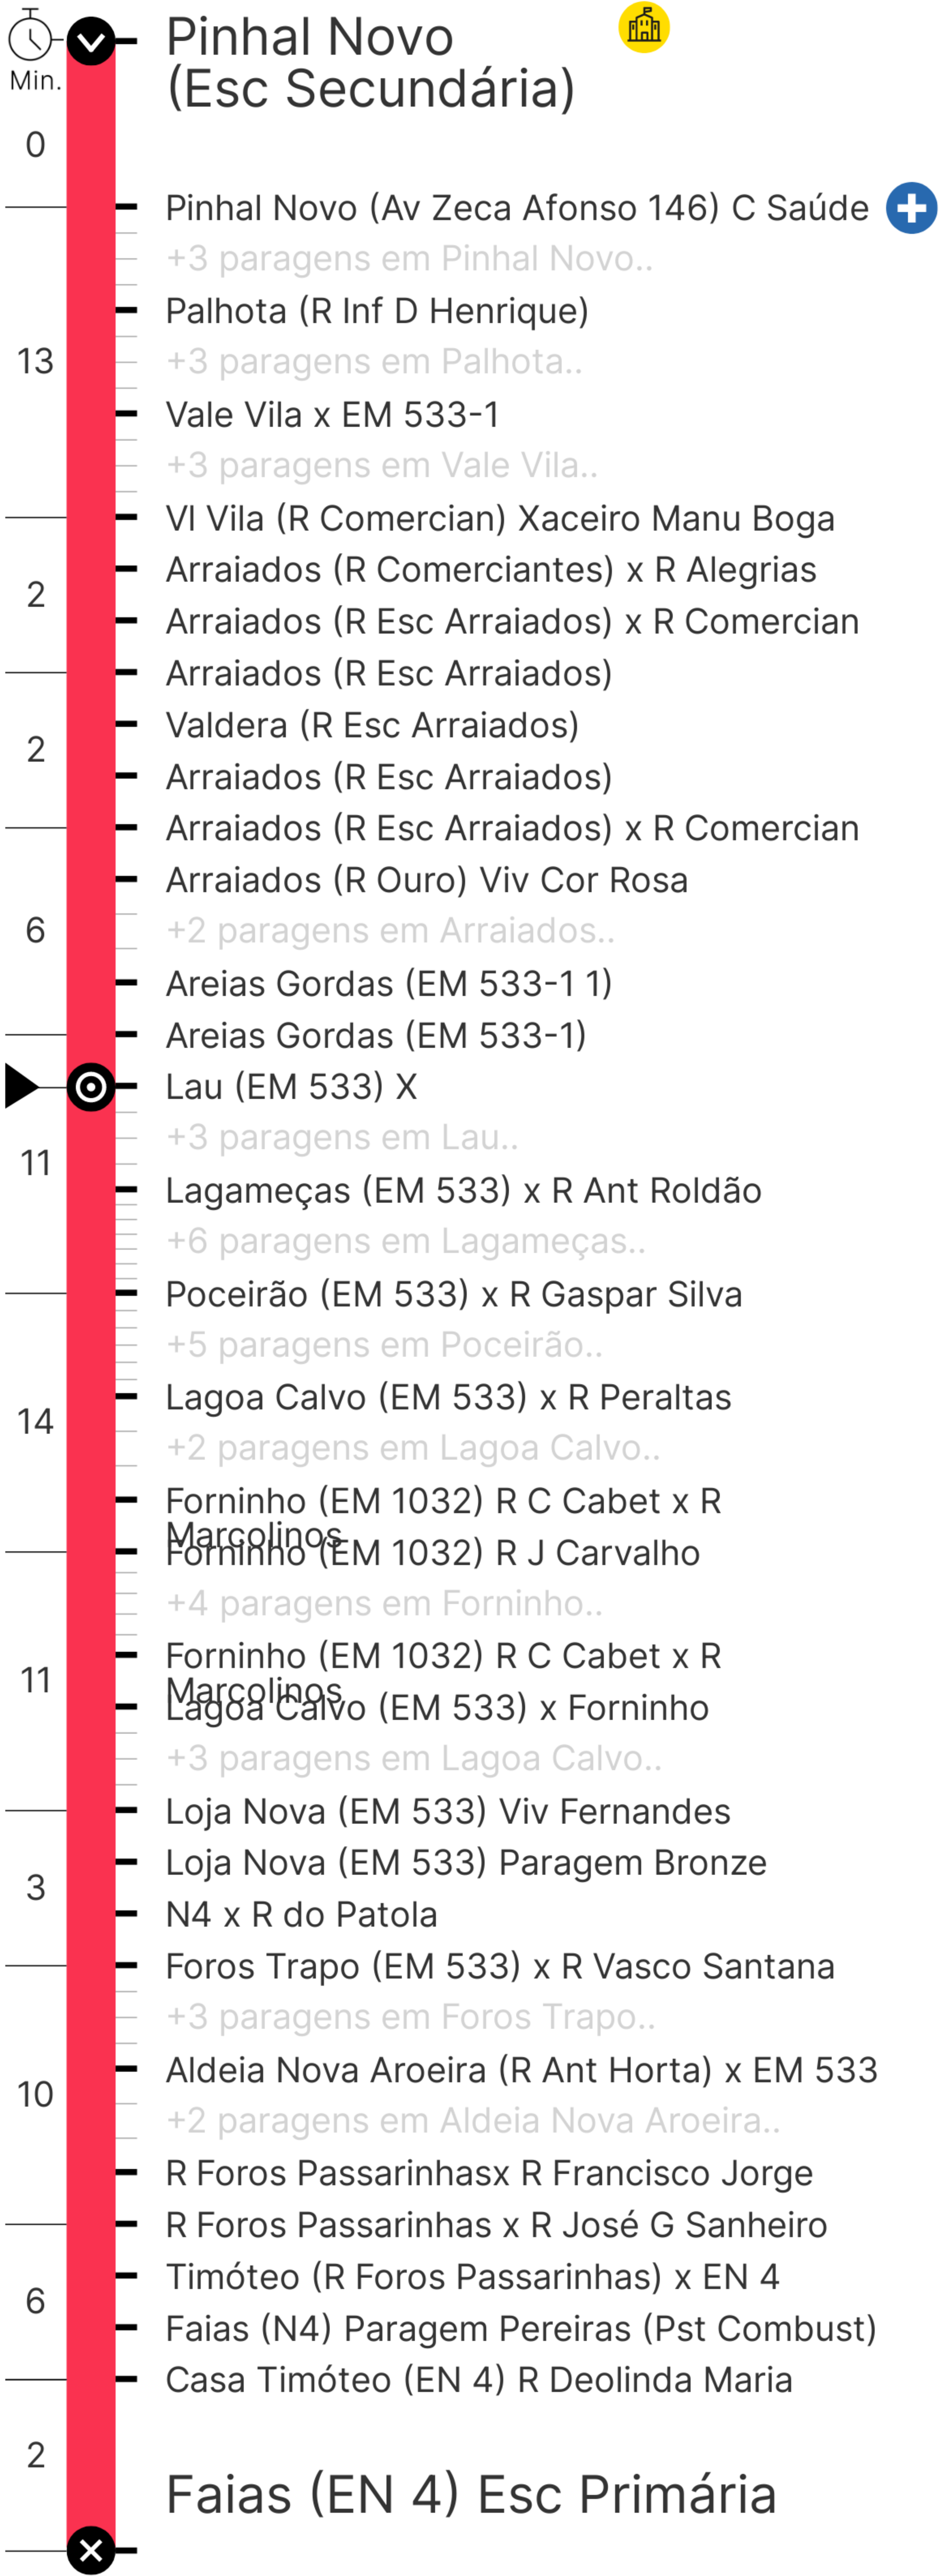 Min.
Pinhal Novo
(Esc Secundária)
0
Pinhal Novo (Av Zeca Afonso 146) C Saúde
+3 paragens em Pinhal Novo..
Palhota (R Inf D Henrique)
13
+3 paragens em Palhota..
Vale Vila x EM 533-1
+3 paragens em Vale Vila..
Vl Vila (R Comercian) Xaceiro Manu Boga
Arraiados (R Comerciantes) x R Alegrias
2
Arraiados (R Esc Arraiados) x R Comercian
Arraiados (R Esc Arraiados)
Valdera (R Esc Arraiados)
2
Arraiados (R Esc Arraiados)
Arraiados (R Esc Arraiados) x R Comercian
Arraiados (R Ouro) Viv Cor Rosa
6
+2 paragens em Arraiados..
Areias Gordas (EM 533-1 1)
Areias Gordas (EM 533-1)
Lau (EM 533) X
+3 paragens em Lau..
11
Lagameças (EM 533) x R Ant Roldão
+6 paragens em Lagameças..
Poceirão (EM 533) x R Gaspar Silva
+5 paragens em Poceirão..
Lagoa Calvo (EM 533) x R Peraltas
14
+2 paragens em Lagoa Calvo..
Forninho (EM 1032) R C Cabet x R
Marcolinos
Forninho (EM 1032) R J Carvalho
+4 paragens em Forninho..
Forninho (EM 1032) R C Cabet x R
11
Marcolinos
Lagoa Calvo (EM 533) x Forninho
+3 paragens em Lagoa Calvo..
Loja Nova (EM 533) Viv Fernandes
Loja Nova (EM 533) Paragem Bronze
3
N4 x R do Patola
Foros Trapo (EM 533) x R Vasco Santana
+3 paragens em Foros Trapo..
Aldeia Nova Aroeira (R Ant Horta) x EM 533
10
+2 paragens em Aldeia Nova Aroeira..
R Foros Passarinhasx R Francisco Jorge
R Foros Passarinhas x R José G Sanheiro
Timóteo (R Foros Passarinhas) x EN 4
6
Faias (N4) Paragem Pereiras (Pst Combust)
Casa Timóteo (EN 4) R Deolinda Maria
2
Faias (EN 4) Esc Primária